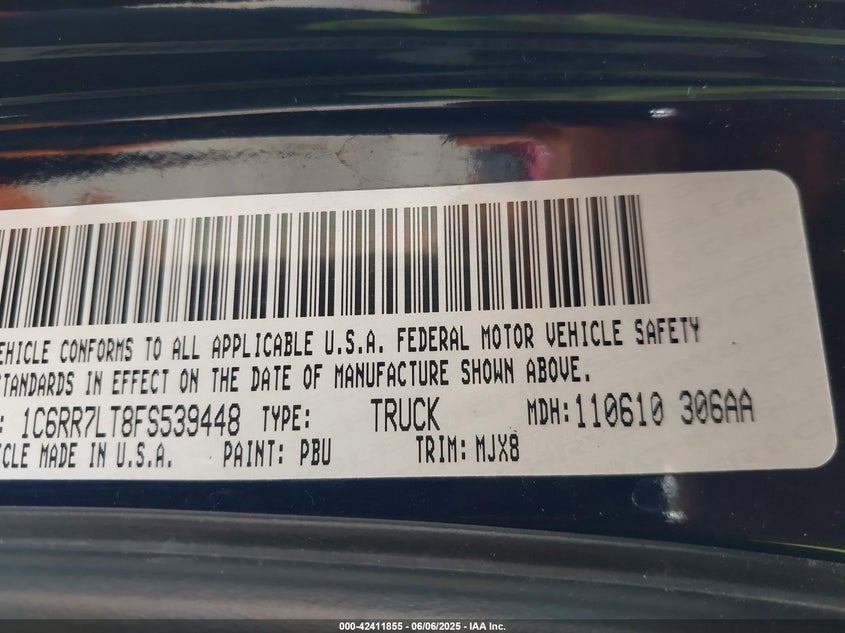 EHICLE CONFORMS TO ALL APPLICABLE U.S.A. FEDERAL MOTOR VEHICLE SAFETY
STANDARDS IN EFFECT ON THE DATE OF MANUFACTURE SHOWN ABOVE.
: 1C6RR7LT8FS539448 TYPE: TRUCK MDH: 110610 306AA
ICLE MADE IN U.S.A. PAINT: PBU TRIM: MJX8
000-42411855 - 06/06/2025 - IAA Inc.